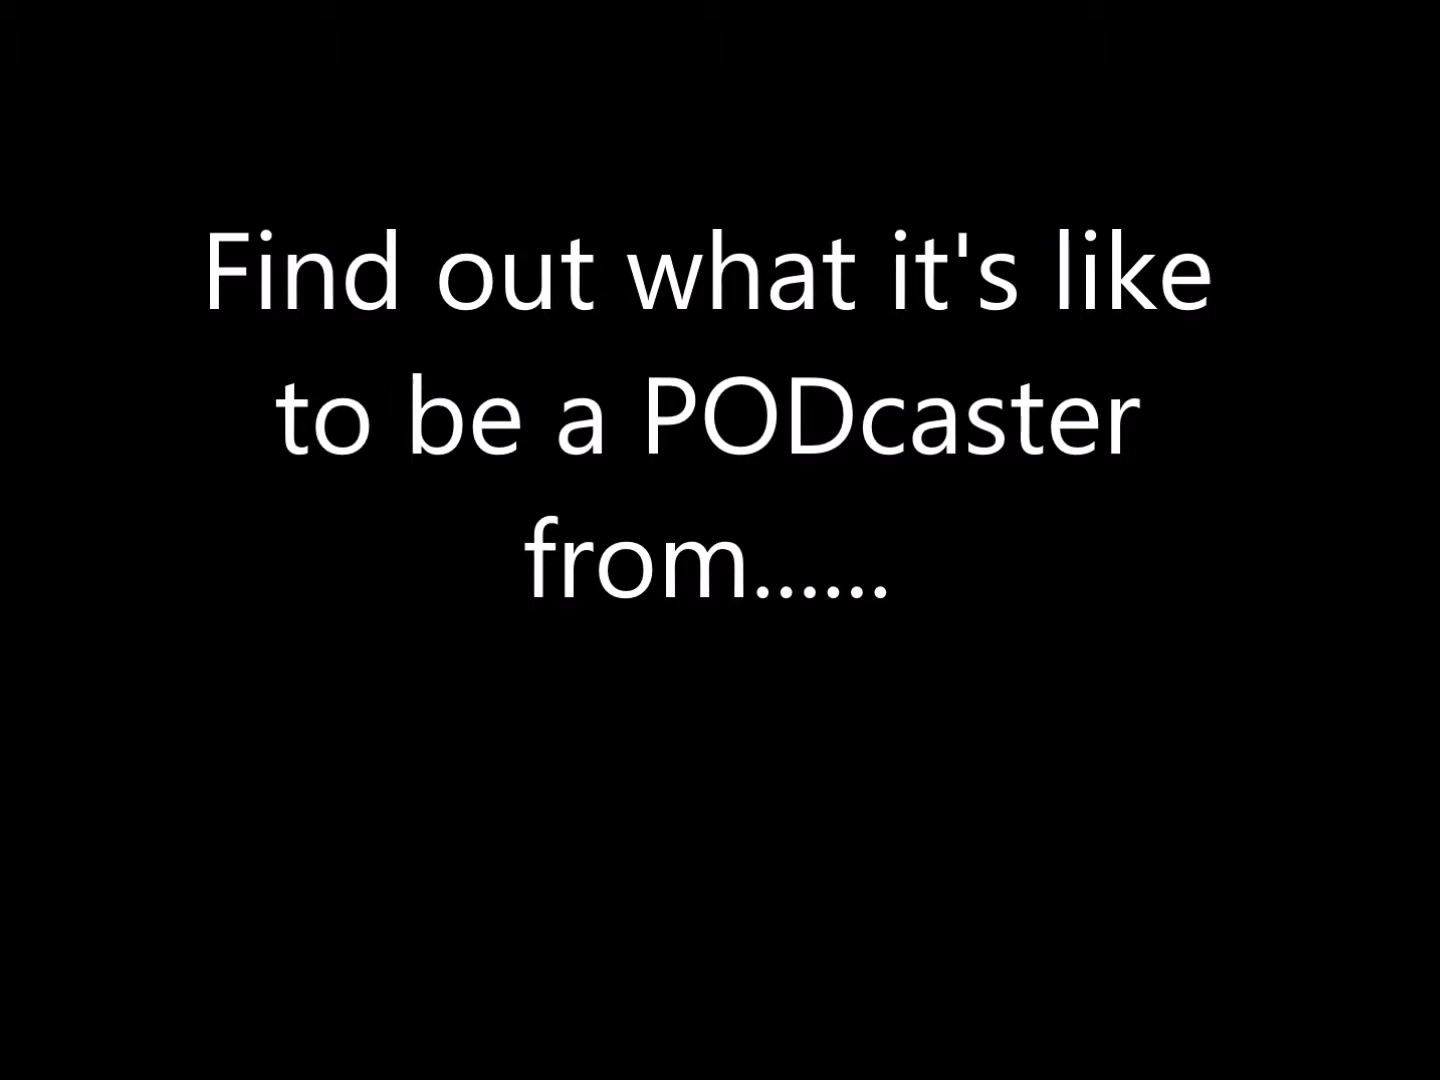 Find out what it's like
to be a PODcaster
from......